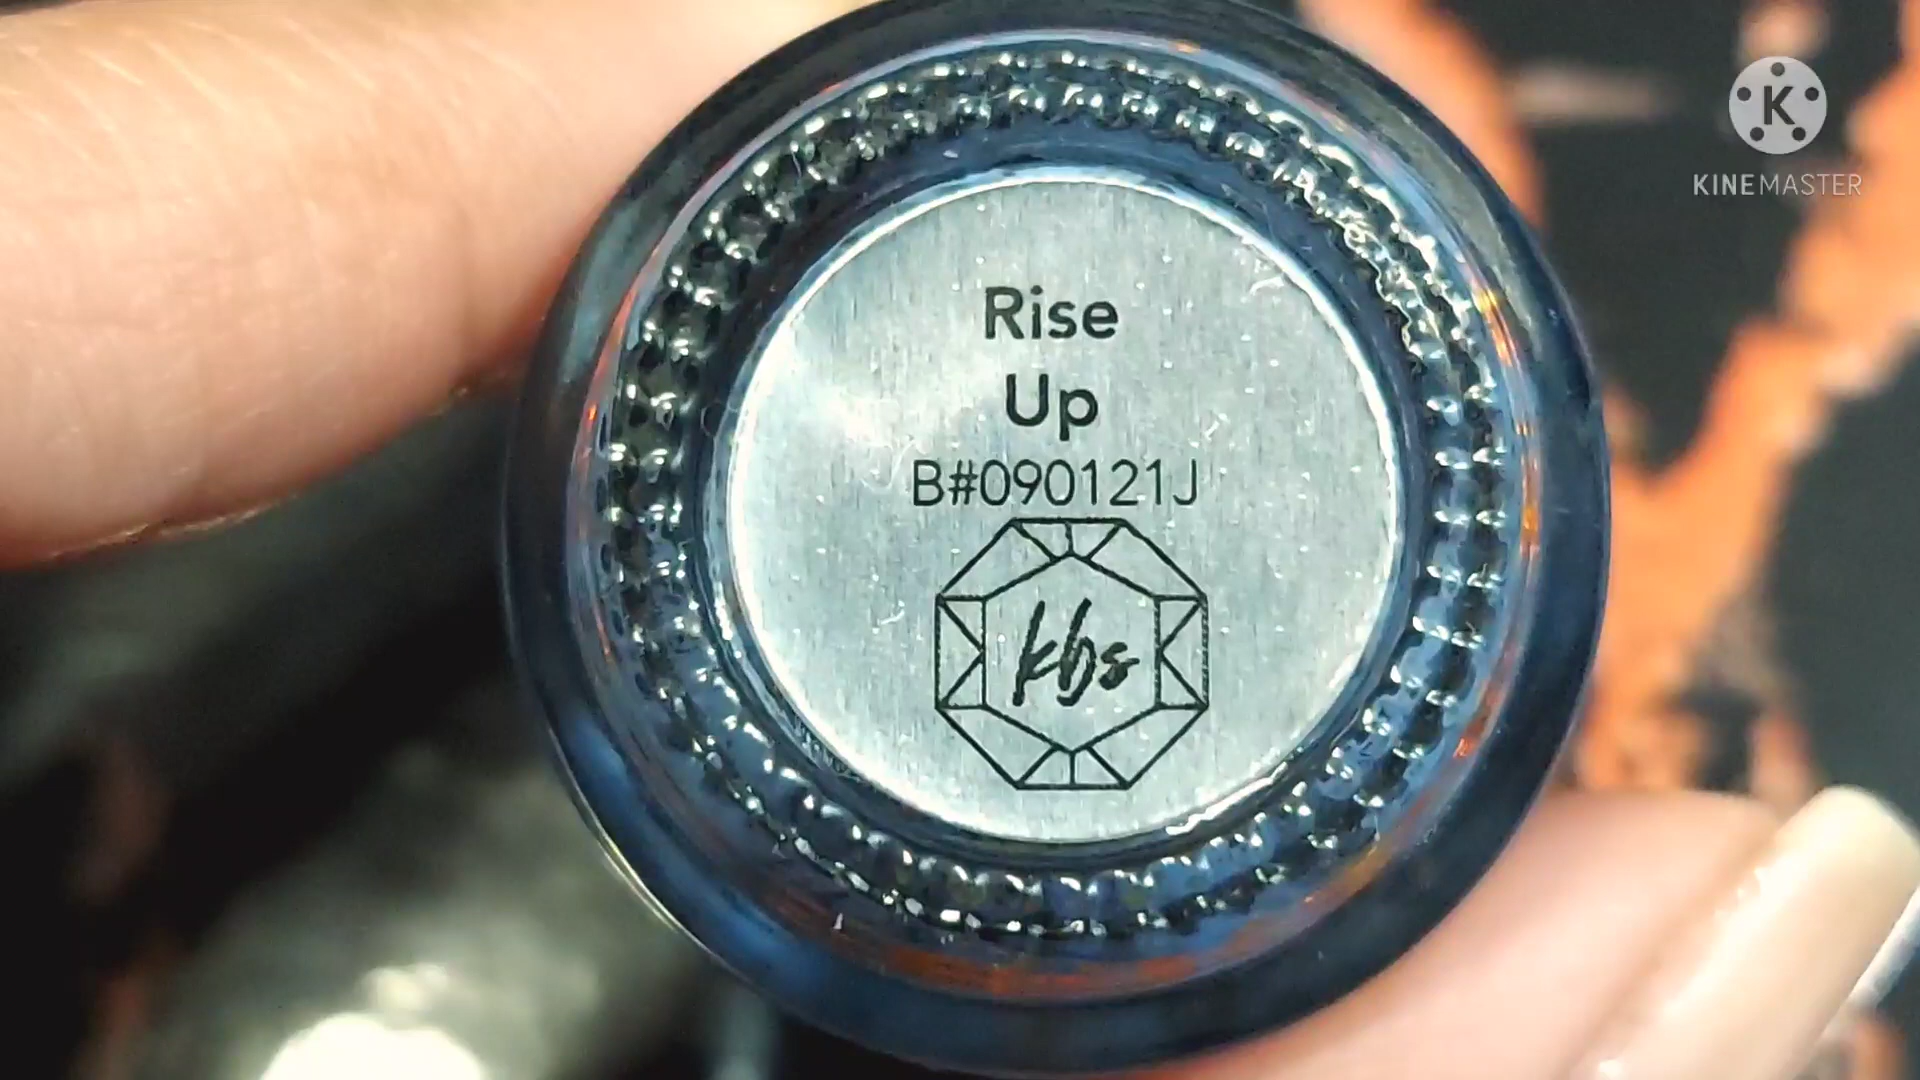 Rise
Up
B#090121J
kbs
K
KINEMASTER